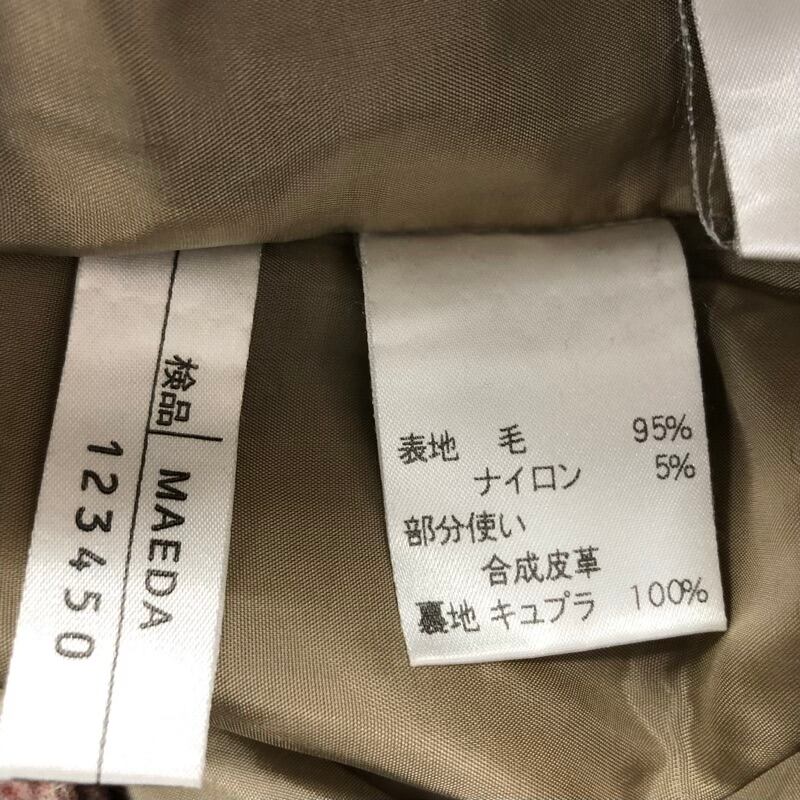 検品 MAEDA
123450
表地 毛 95%
ナイロン 5%
部分使い
合成皮革
裏地 キュプラ 100%